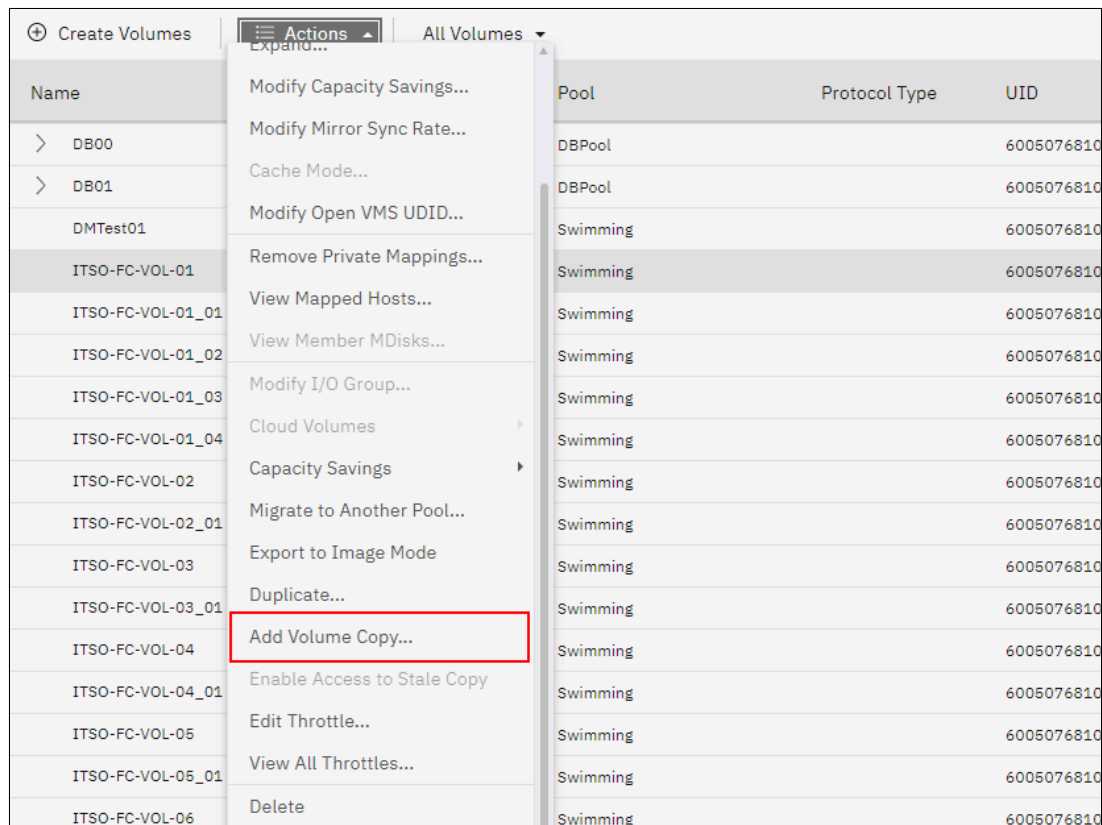 Create Volumes Actions All Volumes
Expand...
Name Pool Protocol Type UID
Modify Capacity Savings...
Modify Mirror Sync Rate...
DB00 DBPool 6005076810
Cache Mode...
DB01 DBPool 6005076810
Modify Open VMS UDID...
DMTest01 Swimming 6005076810
Remove Private Mappings...
ITSO-FC-VOL-01 Swimming 6005076810
View Mapped Hosts...
ITSO-FC-VOL-01_01 Swimming 6005076810
View Member MDisks...
ITSO-FC-VOL-01_02 Swimming 6005076810
Modify I/O Group...
ITSO-FC-VOL-01_03 Swimming 6005076810
Cloud Volumes
ITSO-FC-VOL-01_04 Swimming 6005076810
Capacity Savings
ITSO-FC-VOL-02 Swimming 6005076810
Migrate to Another Pool...
ITSO-FC-VOL-02_01 Swimming 6005076810
Export to Image Mode
ITSO-FC-VOL-03 Swimming 6005076810
Duplicate...
ITSO-FC-VOL-03_01 Swimming 6005076810
Add Volume Copy...
ITSO-FC-VOL-04 Swimming 6005076810
Enable Access to Stale Copy
ITSO-FC-VOL-04_01 Swimming 6005076810
Edit Throttle...
ITSO-FC-VOL-05 Swimming 6005076810
View All Throttles...
ITSO-FC-VOL-05_01 Swimming 6005076810
Delete
ITSO-FC-VOL-06 Swimming 6005076810